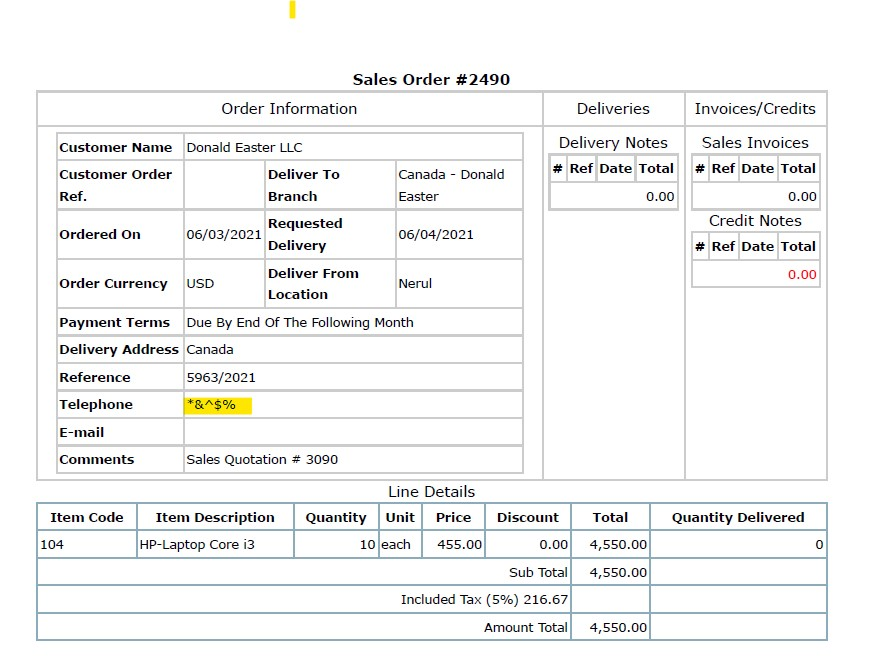 Sales Order #2490
Order Information Deliveries Invoices/Credits
Customer Name Donald Easter LLC
Customer Order Ref. Deliver To Branch Canada - Donald Easter
Ordered On 06/03/2021 Requested Delivery 06/04/2021
Order Currency USD Deliver From Location Nerul
Payment Terms Due By End Of The Following Month
Delivery Address Canada
Reference 5963/2021
Telephone *&^$%
E-mail
Comments Sales Quotation # 3090
Delivery Notes
# Ref Date Total
0.00
Sales Invoices
# Ref Date Total
0.00
Credit Notes
# Ref Date Total
0.00
Line Details
Item Code Item Description Quantity Unit Price Discount Total Quantity Delivered
104 HP-Laptop Core i3 10 each 455.00 0.00 4,550.00 0
Sub Total 4,550.00
Included Tax (5%) 216.67
Amount Total 4,550.00